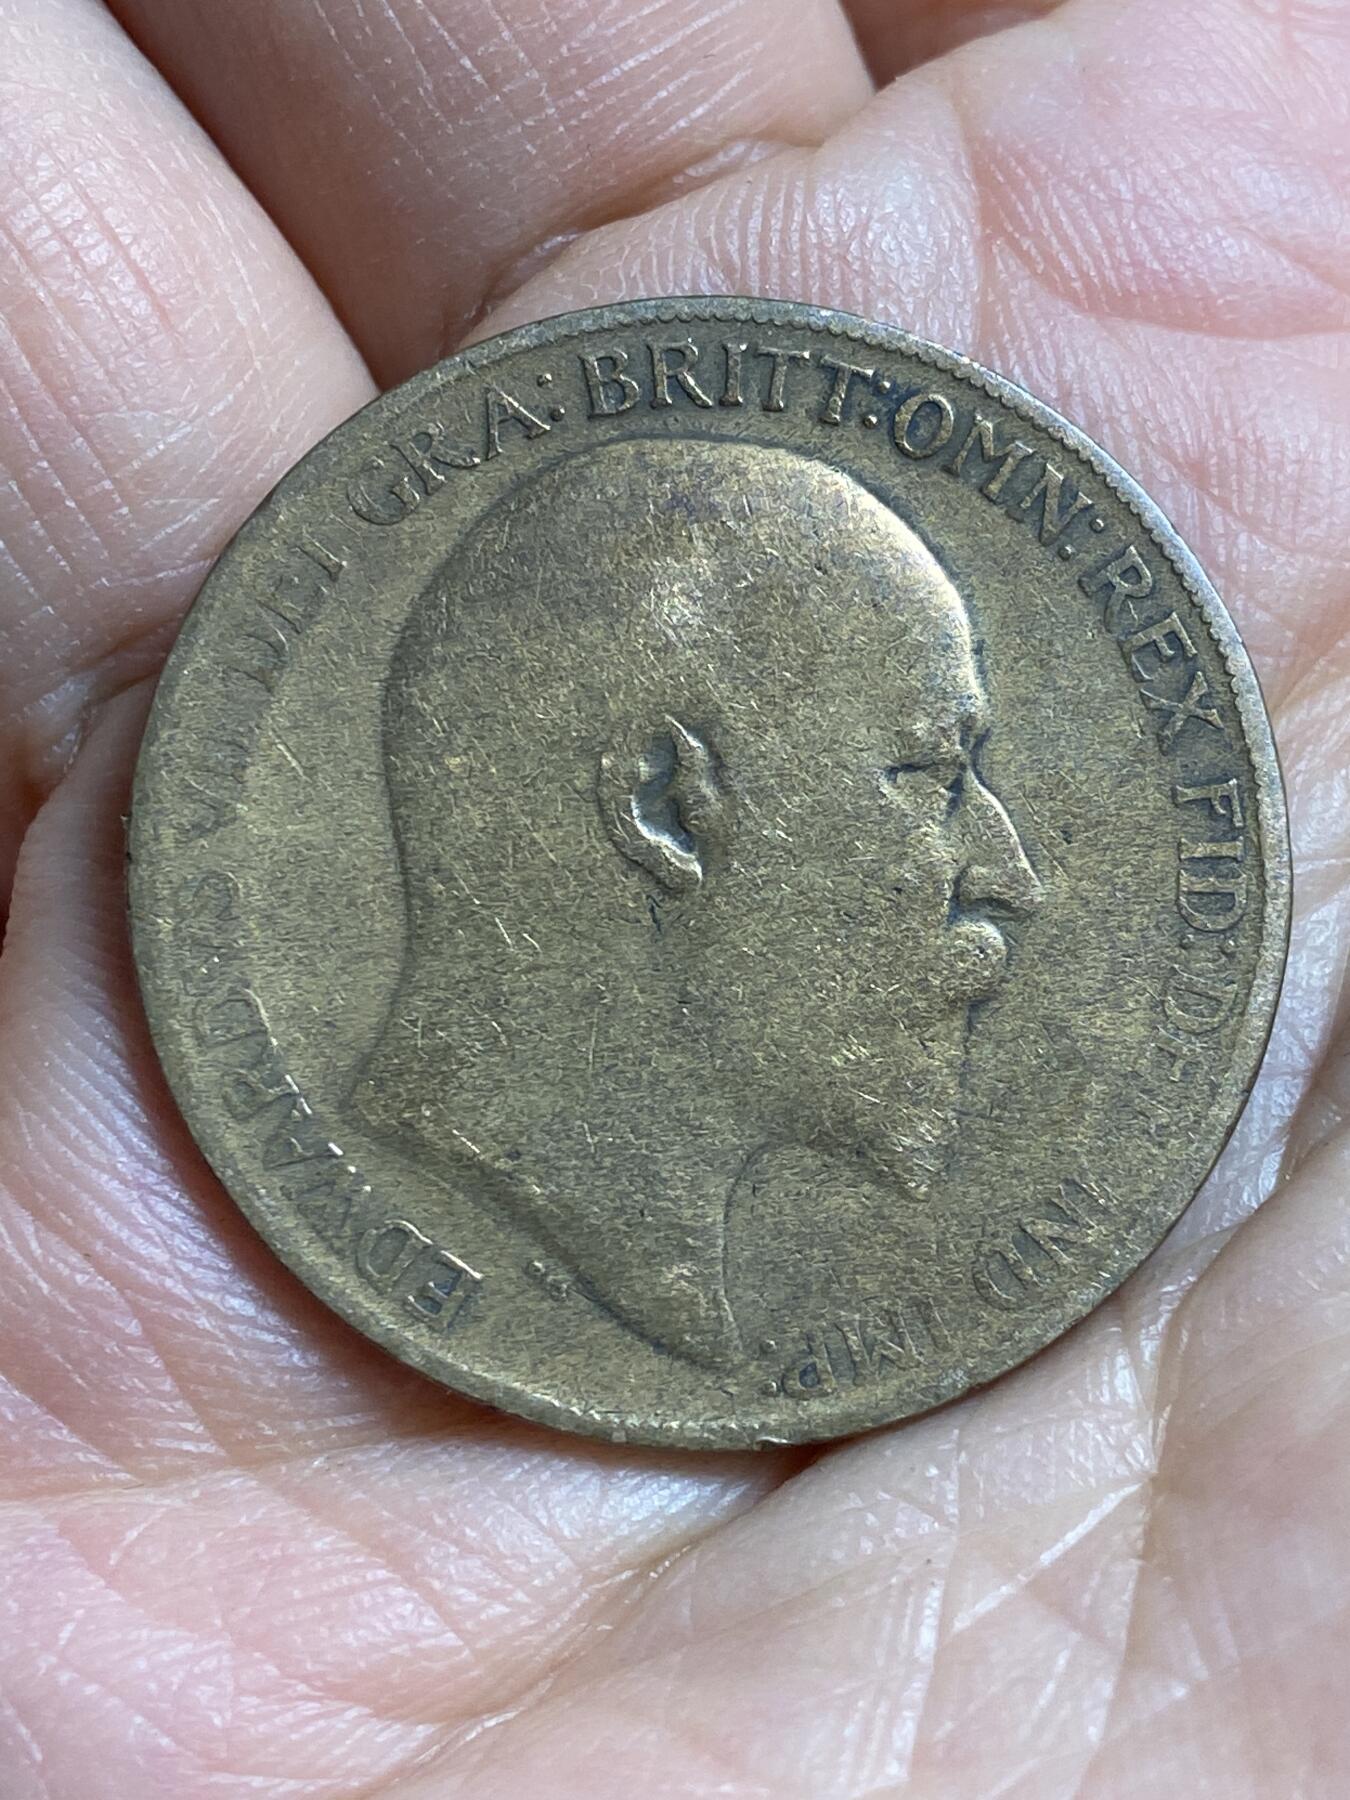 EDWARDVS VII DEI GRA: BRITT: OMN: REX FID: DEF: IND: IMP: